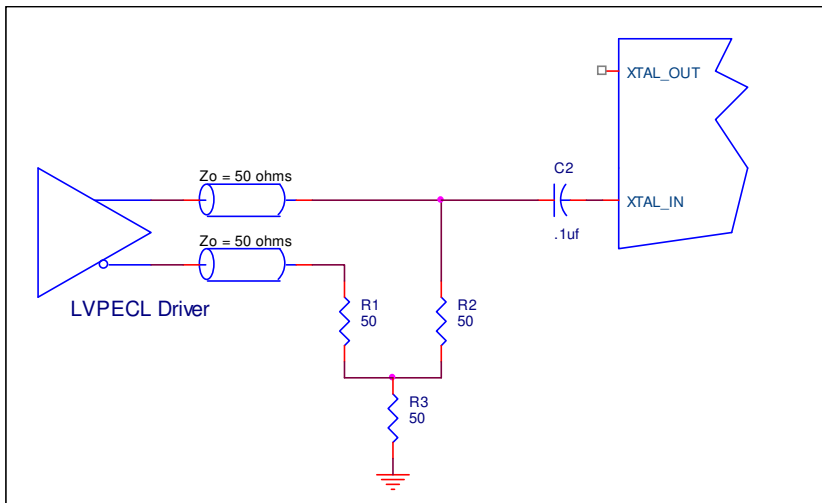 XTAL_OUT
Zo = 50 ohms
C2
XTAL_IN
.1uf
Zo = 50 ohms
LVPECL Driver
R1
50
R2
50
R3
50